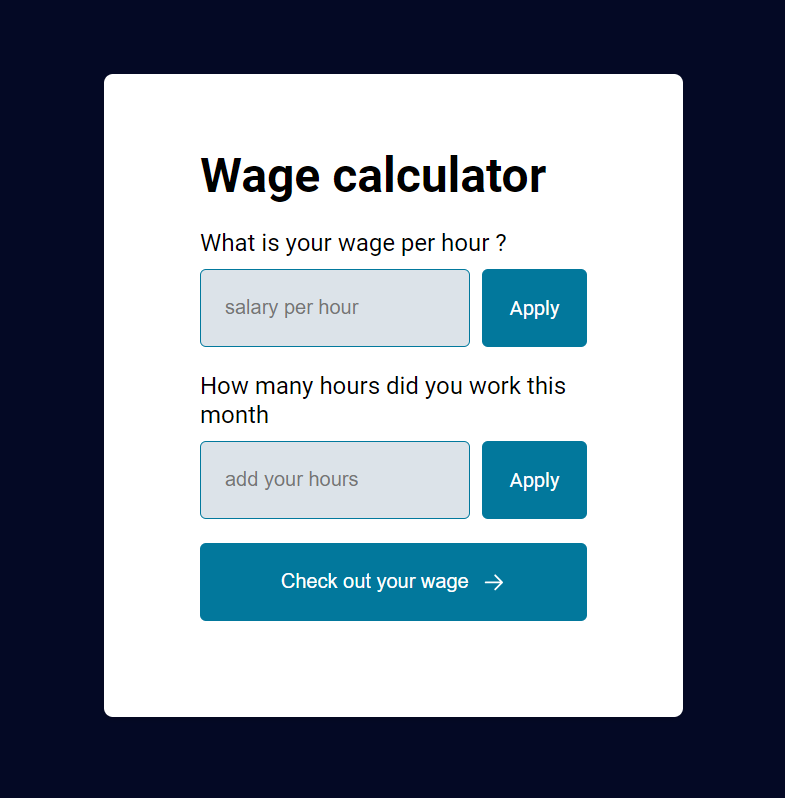 Wage calculator
What is your wage per hour ?
salary per hour
Apply
How many hours did you work this
month
add your hours
Apply
Check out your wage →